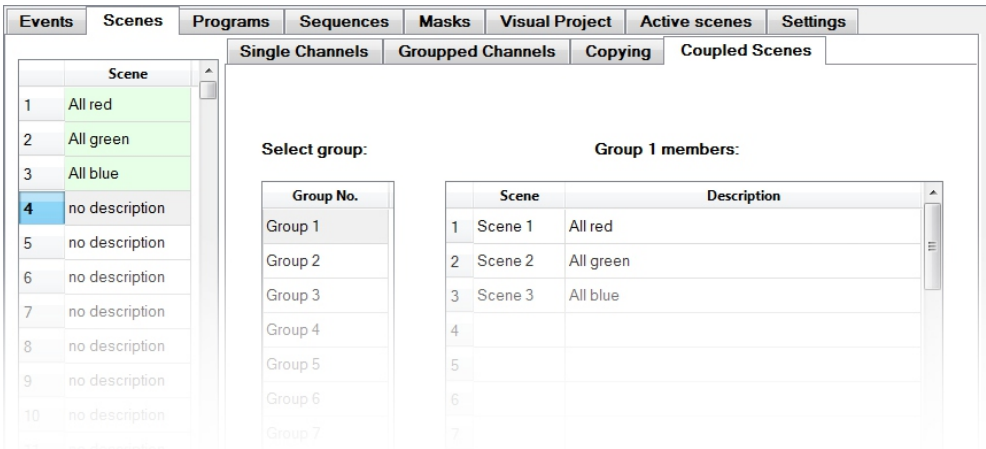 Events Scenes Programs Sequences Masks Visual Project Active scenes Settings
Single Channels Groupped Channels Copying Coupled Scenes
Scene
1 All red
2 All green
3 All blue
4 no description
5 no description
6 no description
7 no description
8 no description
9 no description
10 no description
Select group:
Group No.
Group 1
Group 2
Group 3
Group 4
Group 5
Group 6
Group 7
Group 1 members:
Scene Description
1 Scene 1 All red
2 Scene 2 All green
3 Scene 3 All blue
4
5
6
7